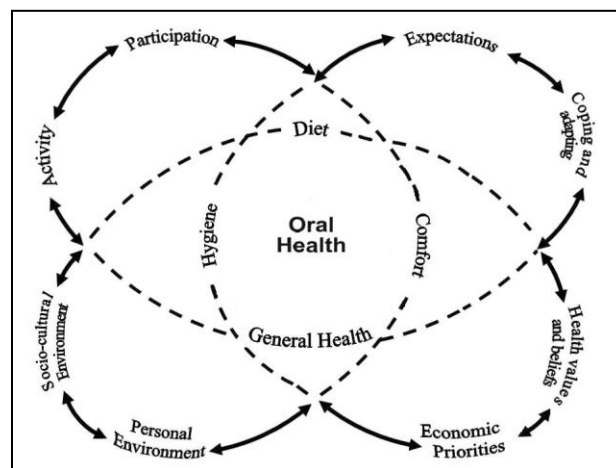 Participation
Expectations
Activity
Coping and
adapting
Diet
Hygiene
Oral
Health
Comfort
General Health
Socio-cultural
Environment
Personal
Environment
Health values
and beliefs
Economic
Priorities